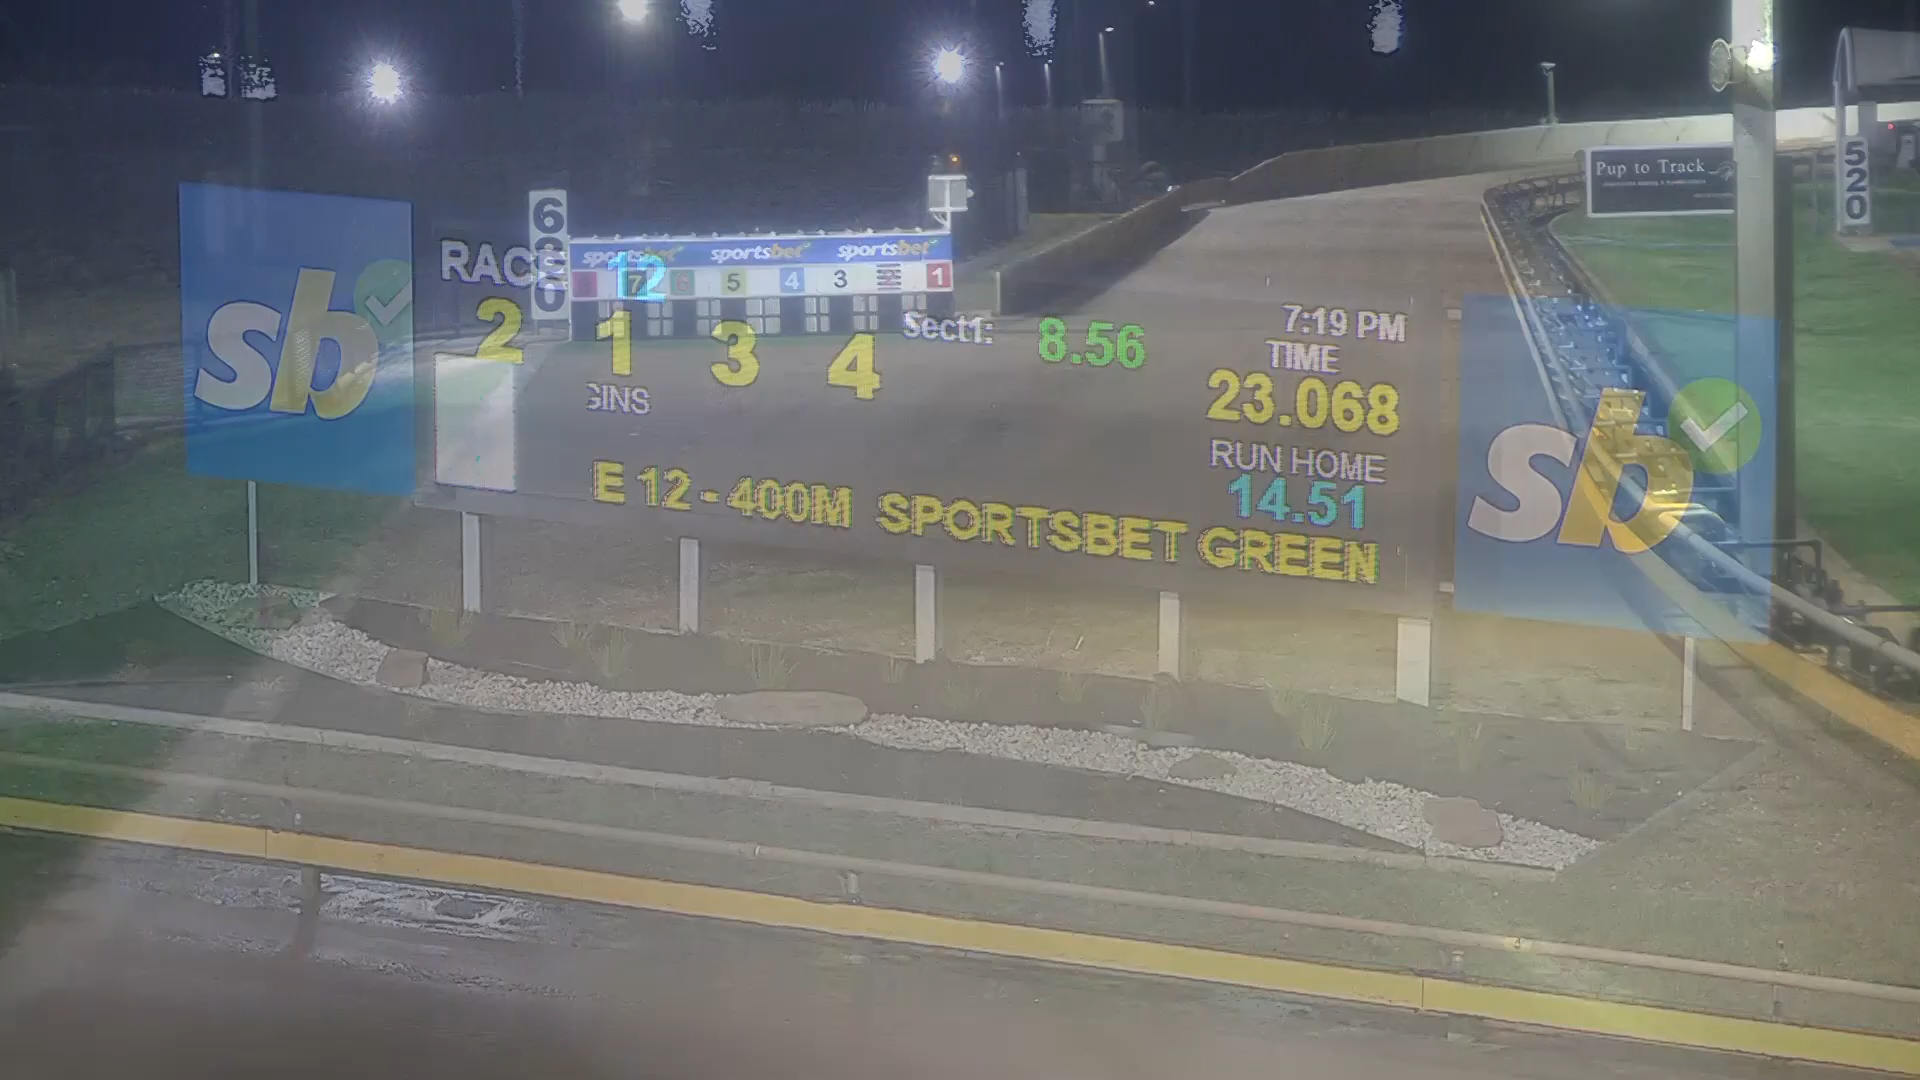 Pup to Track
520
680
sportsbet sportsbet sportsbet
7 6 5 4 3 1
RACE 12
2 1 3 4
Sect1: 8.56
7:19 PM
TIME
23.068
GINS
RUN HOME
14.51
E 12 - 400M SPORTSBET GREEN
sb
sb